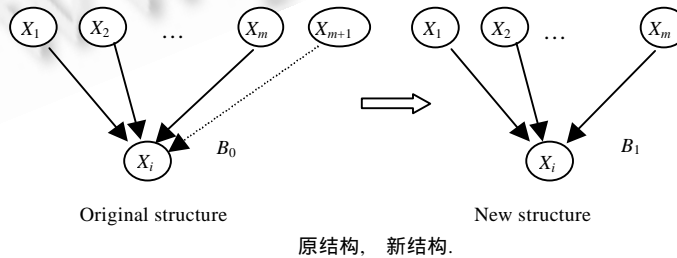 X1 X2 … Xm Xm+1 X1 X2 … Xm
Xi B0 Xi B1
Original structure New structure
原结构, 新结构.